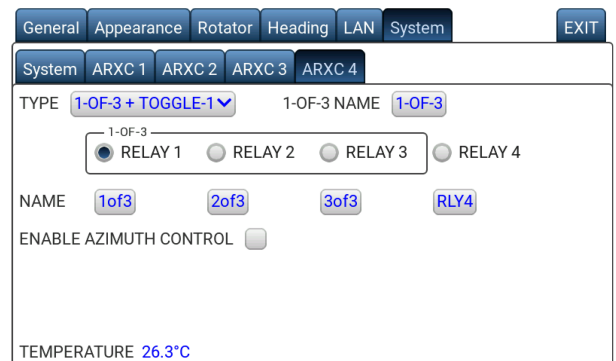 General Appearance Rotator Heading LAN System EXIT
System ARXC 1 ARXC 2 ARXC 3 ARXC 4
TYPE 1-OF-3 + TOGGLE-1 1-OF-3 NAME 1-OF-3
1-OF-3
RELAY 1 RELAY 2 RELAY 3 RELAY 4
NAME 1of3 2of3 3of3 RLY4
ENABLE AZIMUTH CONTROL
TEMPERATURE 26.3°C